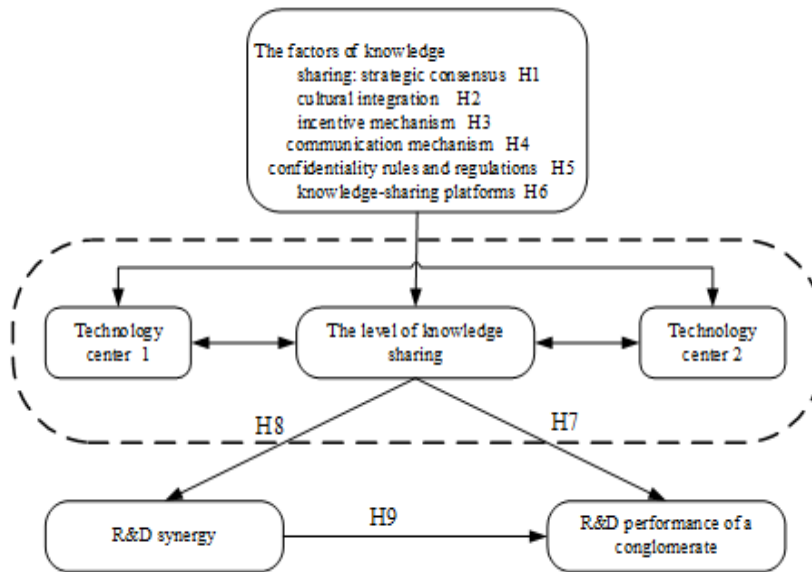 The factors of knowledge
sharing: strategic consensus H1
cultural integration H2
incentive mechanism H3
communication mechanism H4
confidentiality rules and regulations H5
knowledge-sharing platforms H6
Technology
center 1
The level of knowledge
sharing
Technology
center 2
H8
H7
R&D synergy
H9
R&D performance of a
conglomerate